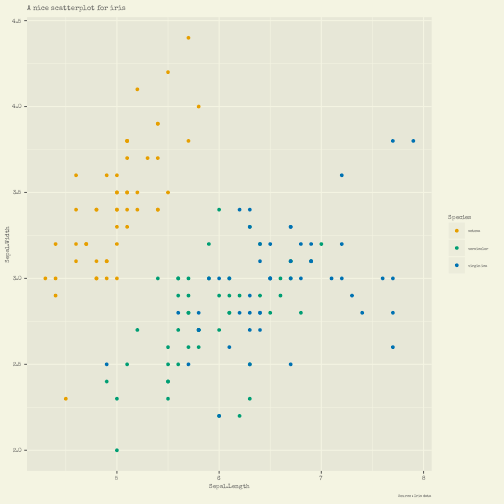 A nice scatterplot for iris
4.5
4.0
3.5
3.0
2.5
2.0
Sepal.Width
5
6
7
8
Sepal.Length
Species
setosa
versicolor
virginica